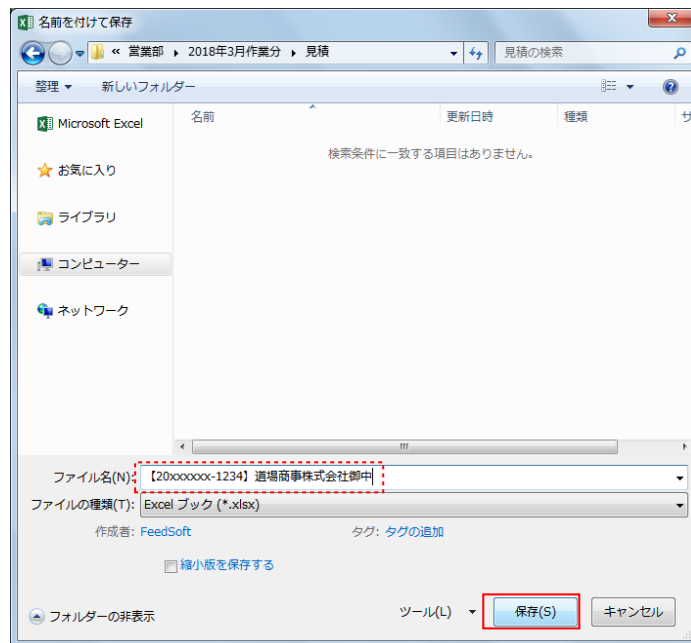 名前を付けて保存
« 営業部 ▸ 2018年3月作業分 ▸ 見積 見積の検索
整理 ▼ 新しいフォルダー
名前 更新日時 種類 サ
検索条件に一致する項目はありません。
Microsoft Excel
お気に入り
ライブラリ
コンピューター
ネットワーク
ファイル名(N): 【20xxxxxx-1234】道場商事株式会社御中
ファイルの種類(T): Excel ブック (*.xlsx)
作成者: FeedSoft タグ: タグの追加
縮小版を保存する
フォルダーの非表示 ツール(L) ▼ 保存(S) キャンセル